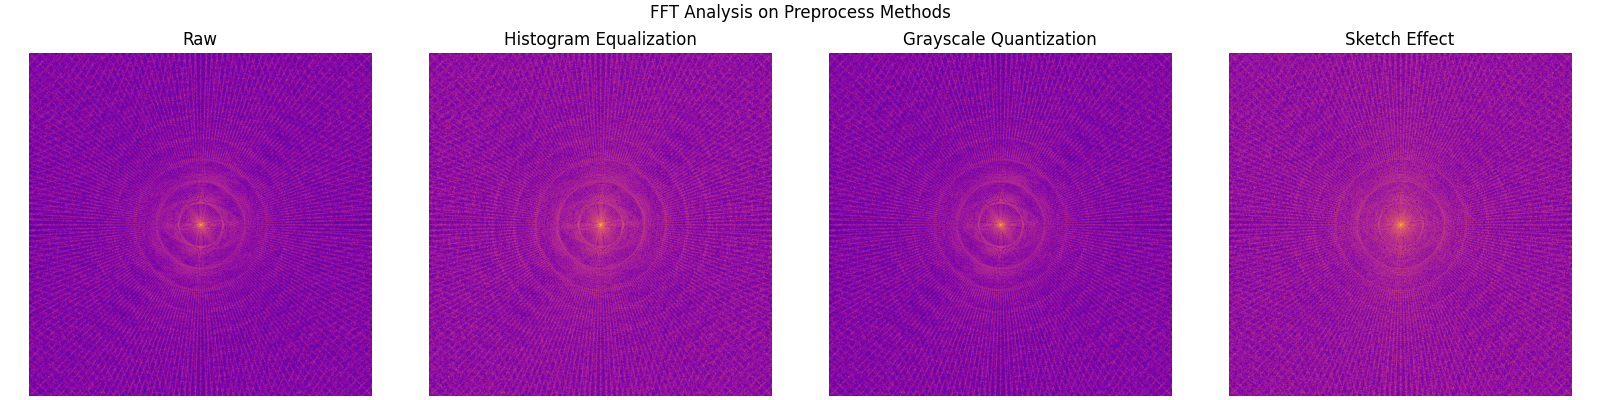 FFT Analysis on Preprocess Methods
Raw
Histogram Equalization
Grayscale Quantization
Sketch Effect